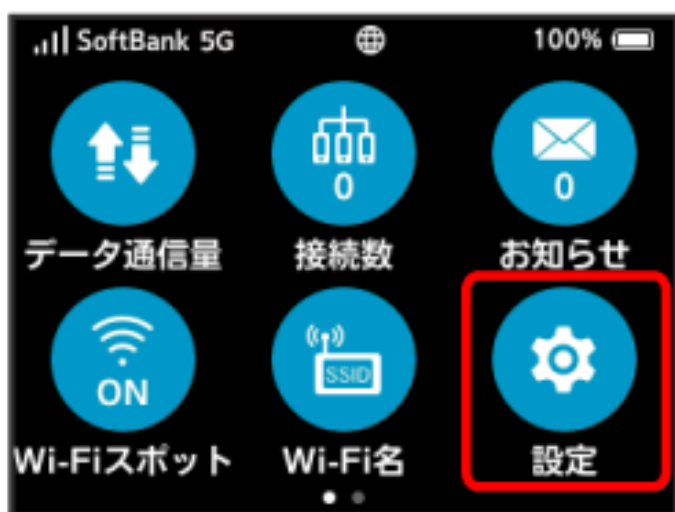 SoftBank 5G 100%
0 0
データ通信量 接続数 お知らせ
ON SSID
Wi-Fiスポット Wi-Fi名 設定